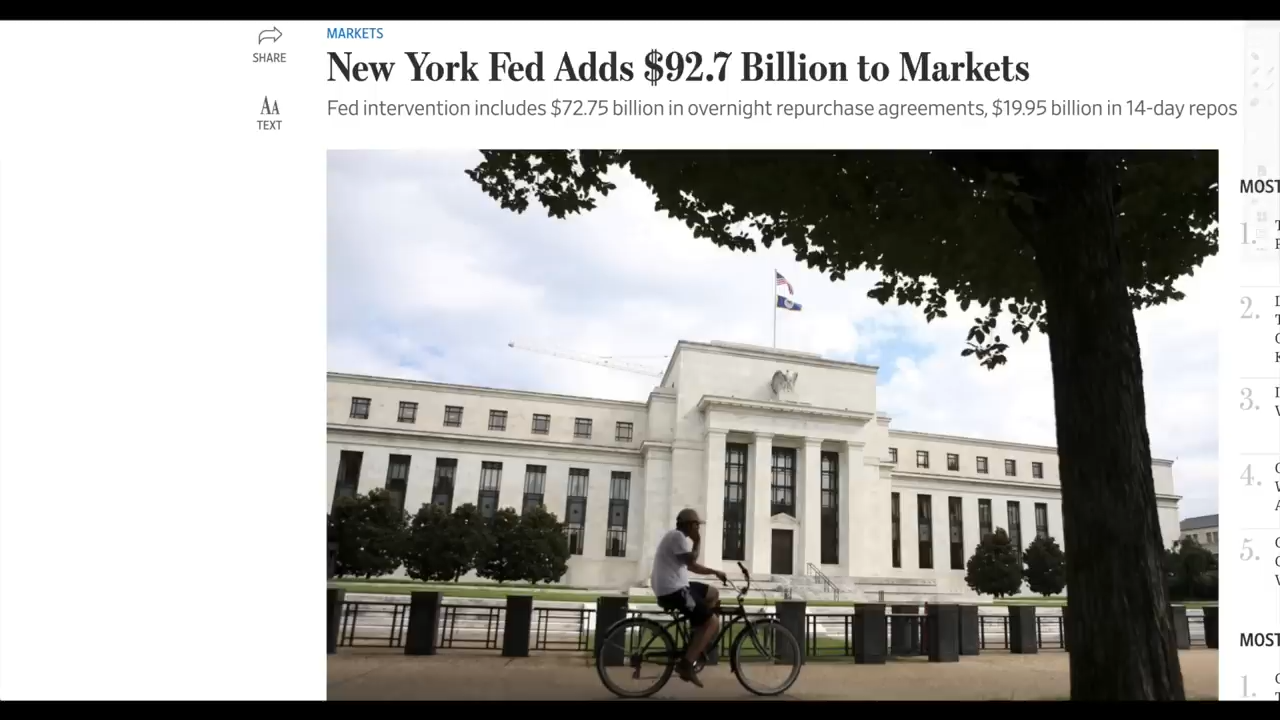 SHARE
AA
TEXT
MARKETS
New York Fed Adds $92.7 Billion to Markets
Fed intervention includes $72.75 billion in overnight repurchase agreements, $19.95 billion in 14-day repos
MOST
1.
2.
3.
4.
5.
MOST
1.